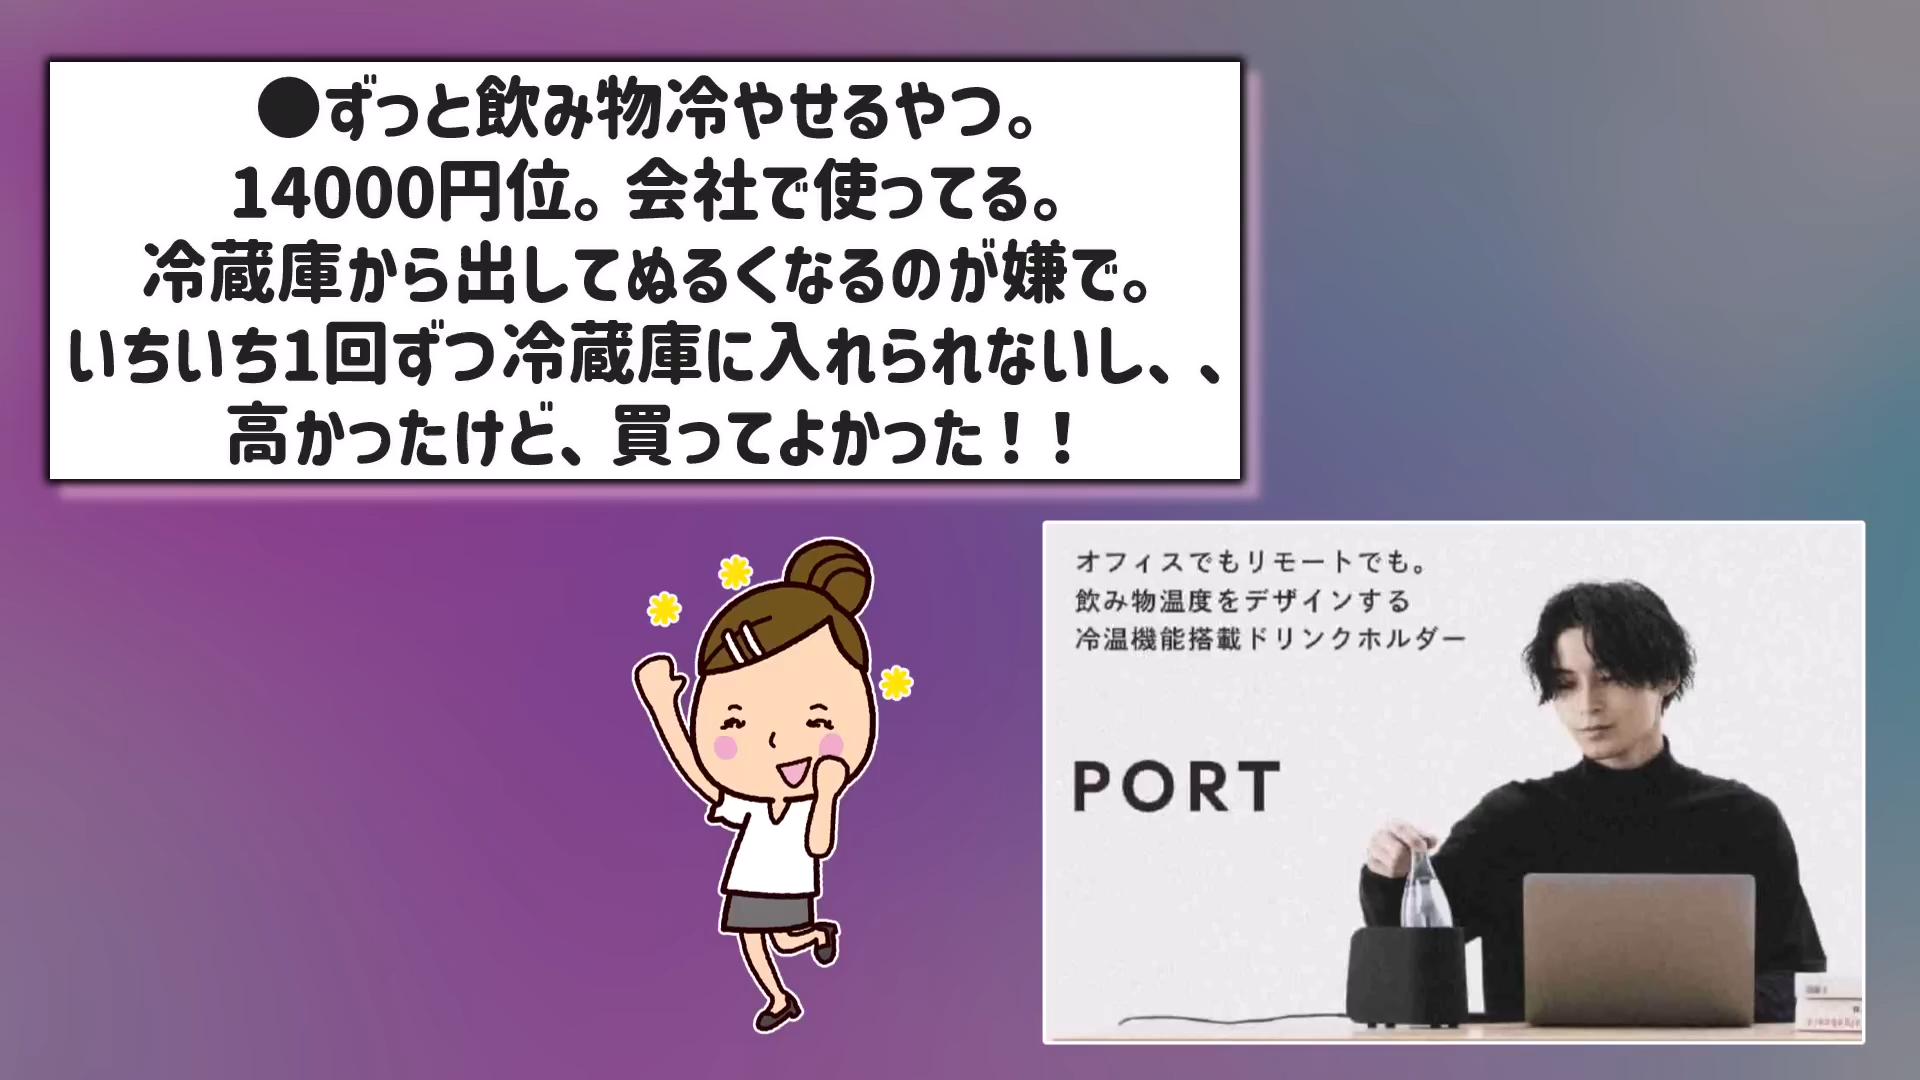 ●ずっと飲み物冷やせるやつ。
14000円位。会社で使ってる。
冷蔵庫から出してぬるくなるのが嫌で。
いちいち1回ずつ冷蔵庫に入れられないし、、
高かったけど、買ってよかった！！
オフィスでもリモートでも。
飲み物温度をデザインする
冷温機能搭載ドリンクホルダー
PORT